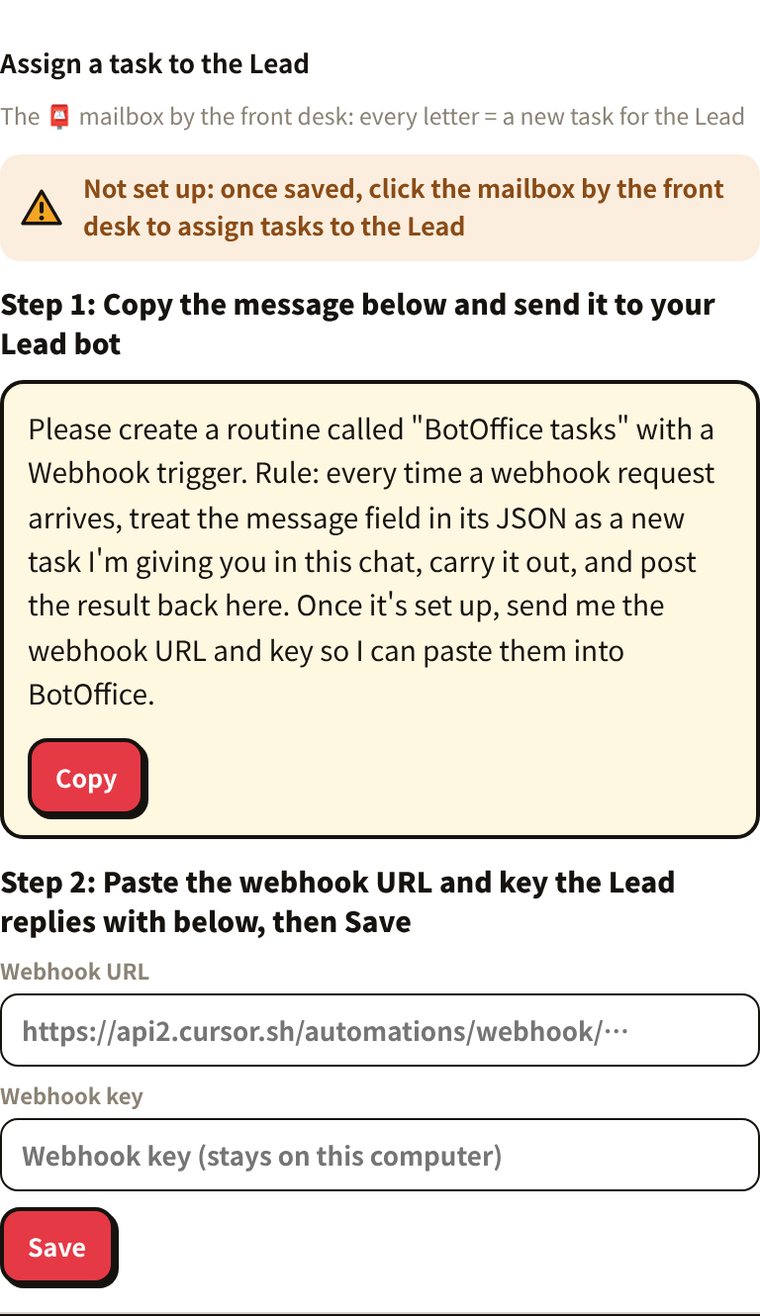 Assign a task to the Lead
The 📮 mailbox by the front desk: every letter = a new task for the Lead
Not set up: once saved, click the mailbox by the front
desk to assign tasks to the Lead
Step 1: Copy the message below and send it to your
Lead bot
Please create a routine called "BotOffice tasks" with a
Webhook trigger. Rule: every time a webhook request
arrives, treat the message field in its JSON as a new
task I'm giving you in this chat, carry it out, and post
the result back here. Once it's set up, send me the
webhook URL and key so I can paste them into
BotOffice.
Copy
Step 2: Paste the webhook URL and key the Lead
replies with below, then Save
Webhook URL
https://api2.cursor.sh/automations/webhook/···
Webhook key
Webhook key (stays on this computer)
Save